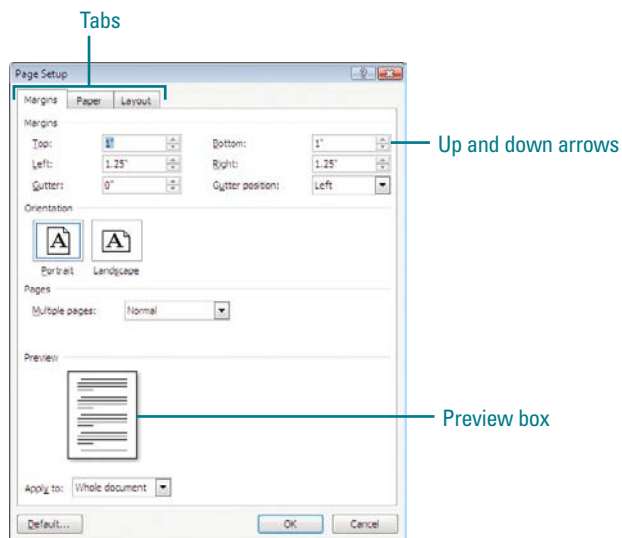 Tabs
Page Setup
Margins Paper Layout
Margins
Top: 1" Bottom: 1"
Up and down arrows
Left: 1.25" Right: 1.25"
Gutter: 0" Gutter position: Left
Orientation
A A
Portrait Landscape
Pages
Multiple pages: Normal
Preview
Preview box
Apply to: Whole document
Default... OK Cancel